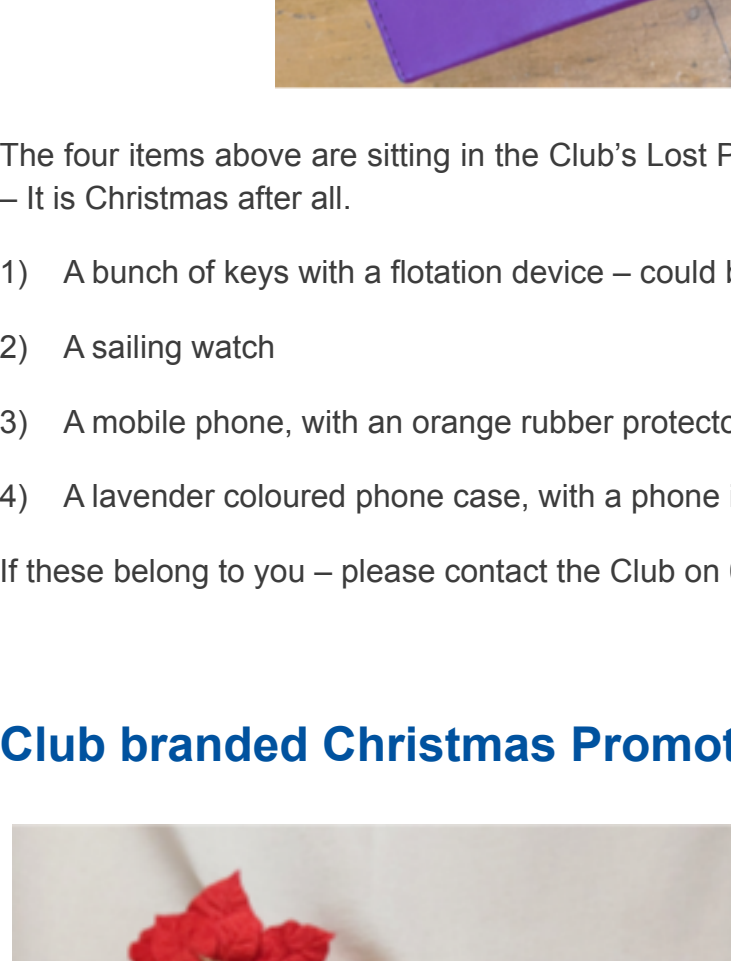 The four items above are sitting in the Club’s Lost
– It is Christmas after all.
1) A bunch of keys with a flotation device – could
2) A sailing watch
3) A mobile phone, with an orange rubber
4) A lavender coloured phone case, with a phone
If these belong to you – please contact the Club on
Club branded Christmas